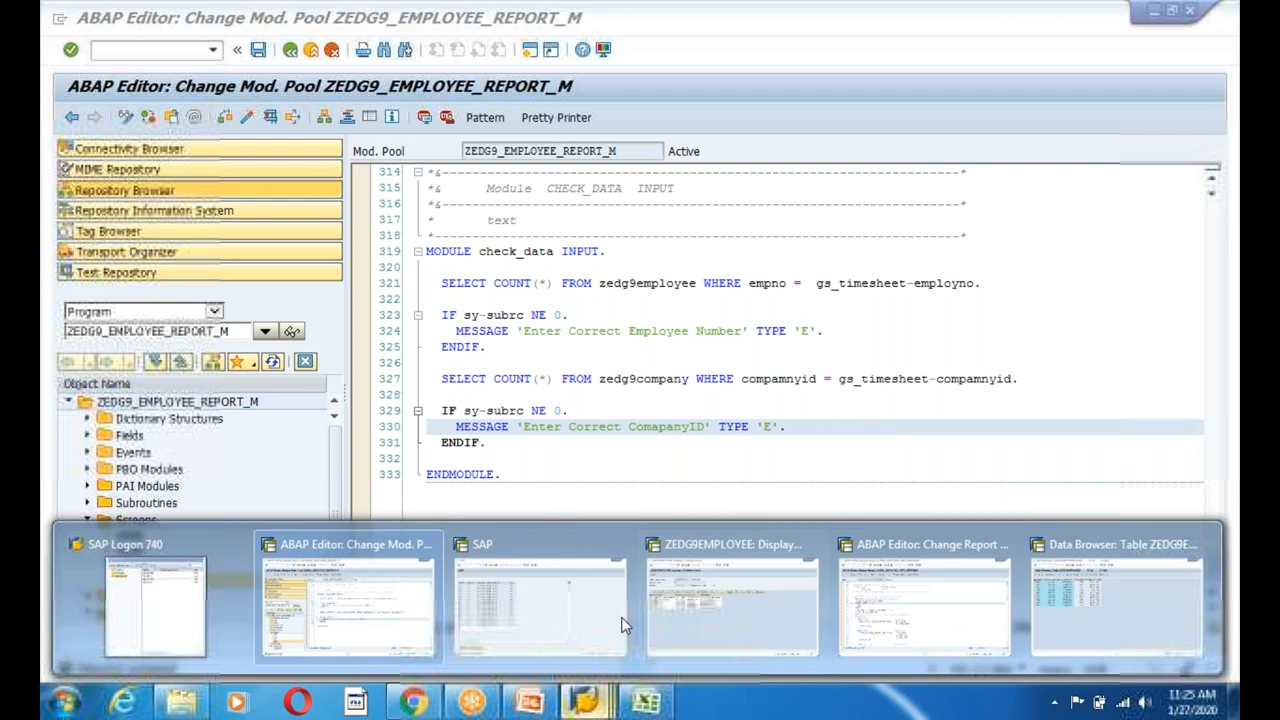 ABAP Editor: Change Mod. Pool ZEDG9_EMPLOYEE_REPORT_M
ABAP Editor: Change Mod. Pool ZEDG9_EMPLOYEE_REPORT_M
Pattern Pretty Printer
Connectivity Browser
MIME Repository
Repository Browser
Repository Information System
Tag Browser
Transport Organizer
Test Repository
Program
ZEDG9_EMPLOYEE_REPORT_M
Object Name
ZEDG9_EMPLOYEE_REPORT_M
Dictionary Structures
Fields
Events
PBO Modules
PAI Modules
Subroutines
Screens
Mod. Pool ZEDG9_EMPLOYEE_REPORT_M Active
314 *&---------------------------------------------------------------------*
315 *& Module CHECK_DATA INPUT
316 *&---------------------------------------------------------------------*
317 * text
318 *----------------------------------------------------------------------*
319 MODULE check_data INPUT.
320
321 SELECT COUNT(*) FROM zedg9employee WHERE empno = gs_timesheet-employno.
322
323 IF sy-subrc NE 0.
324 MESSAGE 'Enter Correct Employee Number' TYPE 'E'.
325 ENDIF.
326
327 SELECT COUNT(*) FROM zedg9company WHERE compamnyid = gs_timesheet-compamnyid.
328
329 IF sy-subrc NE 0.
330 MESSAGE 'Enter Correct ComapanyID' TYPE 'E'.
331 ENDIF.
332
333 ENDMODULE.
SAP Logon 740
ABAP Editor: Change Mod. P...
SAP
ZEDG9EMPLOYEE: Display...
ABAP Editor: Change Report ...
Data Browser: Table ZEDG9E...
11:25 AM
1/27/2020